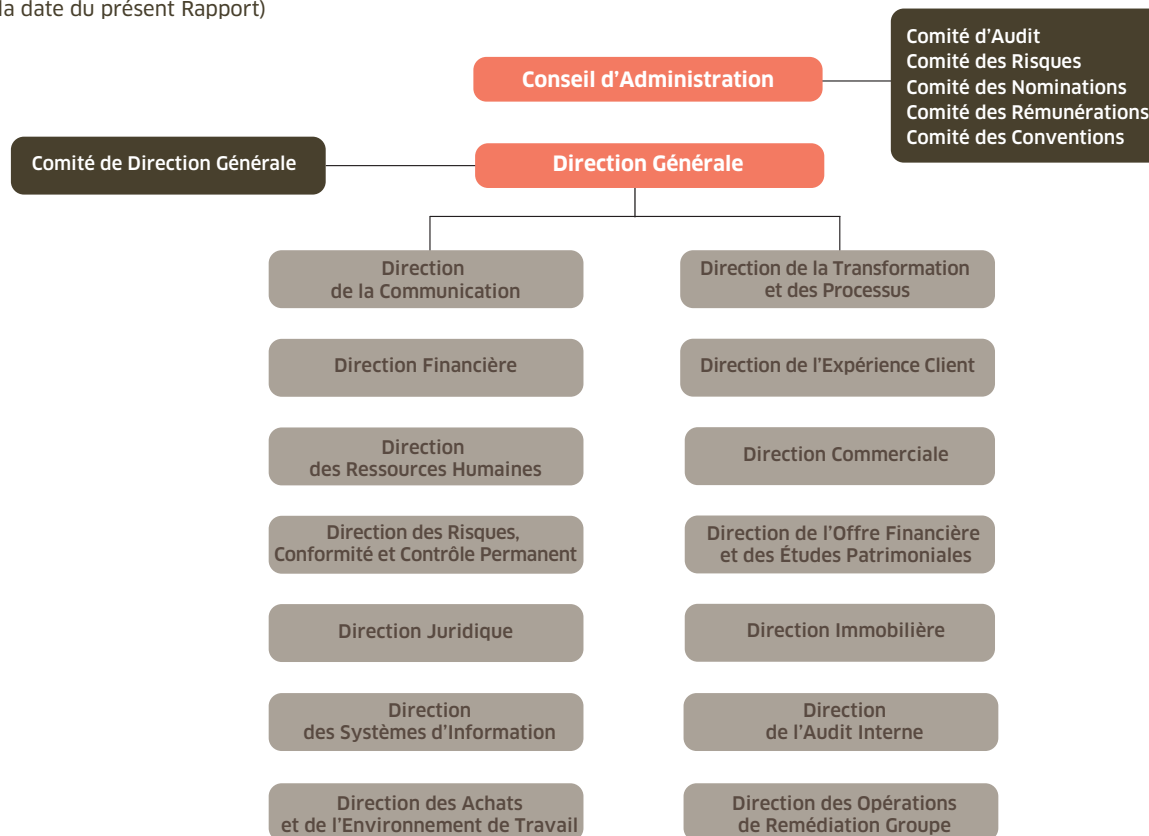 la date du présent Rapport)
Conseil d'Administration
Comité d'Audit
Comité des Risques
Comité des Nominations
Comité des Rémunérations
Comité des Conventions
Comité de Direction Générale
Direction Générale
Direction
de la Communication
Direction de la Transformation
et des Processus
Direction Financière
Direction de l'Expérience Client
Direction
des Ressources Humaines
Direction Commerciale
Direction des Risques,
Conformité et Contrôle Permanent
Direction de l'Offre Financière
et des Études Patrimoniales
Direction Juridique
Direction Immobilière
Direction
des Systèmes d'Information
Direction
de l'Audit Interne
Direction des Achats
et de l'Environnement de Travail
Direction des Opérations
de Remédiation Groupe